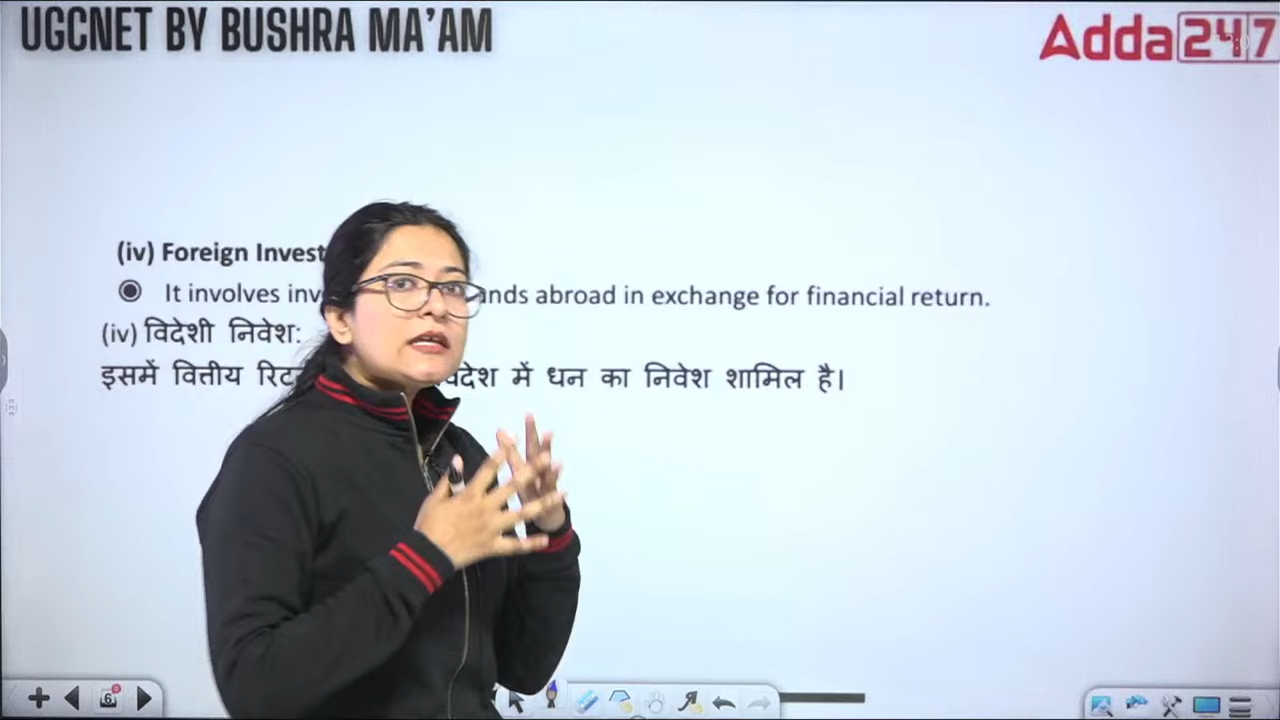 UGCNET BY BUSHRA MA'AM
Adda247
(iv) Foreign Invest
It involves inv ands abroad in exchange for financial return.
(iv) विदेशी निवेश:
इसमें वित्तीय देश में धन का निवेश शामिल है।
6